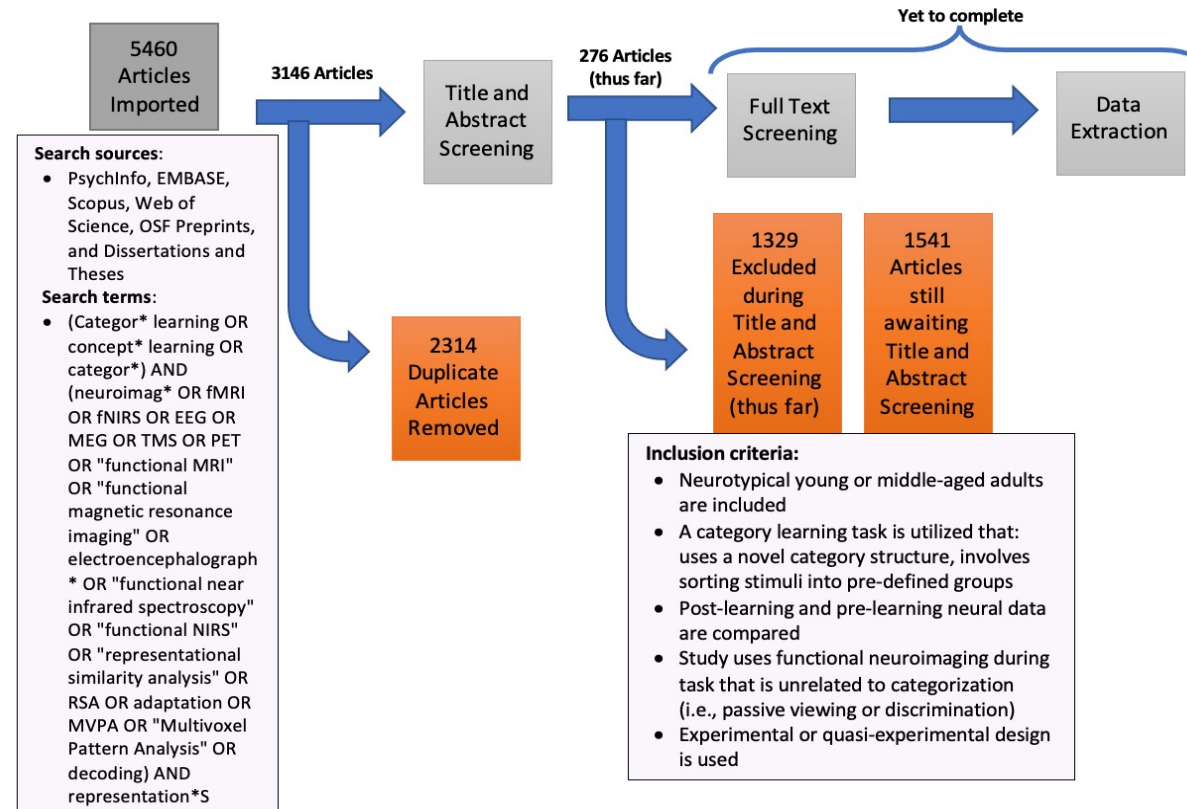 5460
Articles
Imported
3146 Articles
Title and
Abstract
Screening
276 Articles
(thus far)
Yet to complete
Full Text
Screening
Data
Extraction
Search sources:
• PsychInfo, EMBASE,
Scopus, Web of
Science, OSF Preprints,
and Dissertations and
Theses
Search terms:
• (Categor* learning OR
concept* learning OR
categor*) AND
(neuroimag* OR fMRI
OR fNIRS OR EEG OR
MEG OR TMS OR PET
OR "functional MRI"
OR "functional
magnetic resonance
imaging" OR
electroencephalograph
* OR "functional near
infrared spectroscopy"
OR "functional NIRS"
OR "representational
similarity analysis" OR
RSA OR adaptation OR
MVPA OR "Multivoxel
Pattern Analysis" OR
decoding) AND
representation*S
2314
Duplicate
Articles
Removed
1329
Excluded
during
Title and
Abstract
Screening
(thus far)
1541
Articles
still
awaiting
Title and
Abstract
Screening
Inclusion criteria:
• Neurotypical young or middle-aged adults
are included
• A category learning task is utilized that:
uses a novel category structure, involves
sorting stimuli into pre-defined groups
• Post-learning and pre-learning neural data
are compared
• Study uses functional neuroimaging during
task that is unrelated to categorization
(i.e., passive viewing or discrimination)
• Experimental or quasi-experimental design
is used